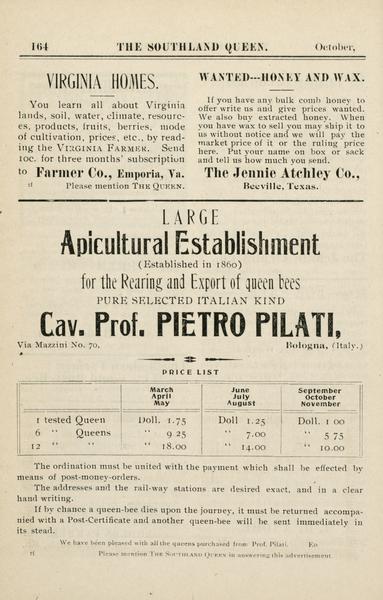 164 THE SOUTHLAND QUEEN. October,
VIRGINIA HOMES.
You learn all about Virginia
lands, soil, water, climate, resourc-
es, products, fruits, berries, mode
of cultivation, prices, etc., by read-
ing the VIRGINIA FARMER. Send
10c. for three months' subscription
to Farmer Co., Emporia, Va.
tf Please mention THE QUEEN.
WANTED---HONEY AND WAX.
If you have any bulk comb honey to
offer write us and give prices wanted.
We also buy extracted honey. When
you have wax to sell you may ship it to
us without notice and we will pay the
market price of it or the ruling price
here. Put your name on box or sack
and tell us how much you send.
The Jennie Atchley Co.,
Beeville, Texas.
LARGE
Apicultural Establishment
(Established in 1860)
for the Rearing and Export of queen bees
PURE SELECTED ITALIAN KIND
Cav. Prof. PIETRO PILATI,
Via Mazzini No. 70, Bologna, (Italy.)
PRICE LIST
March April May
June July August
September October November
1 tested Queen Doll. 1.75 Doll 1.25 Doll. 1 00
6 " Queens " 9 25 " 7.00 " 5 75
12 " " " 18.00 " 14.00 " 10.00
The ordination must be united with the payment which shall be effected by
means of post-money-orders.
The addresses and the rail-way stations are desired exact, and in a clear
hand writing.
If by chance a queen-bee dies upon the journey, it must be returned accompa-
nied with a Post-Certificate and another queen-bee will be sent immediately in
its stead.
We have been pleased with all the queens purchased from Prof. Pilati. ED
tf Please mention THE SOUTHLAND QUEEN in answering this advertisement.